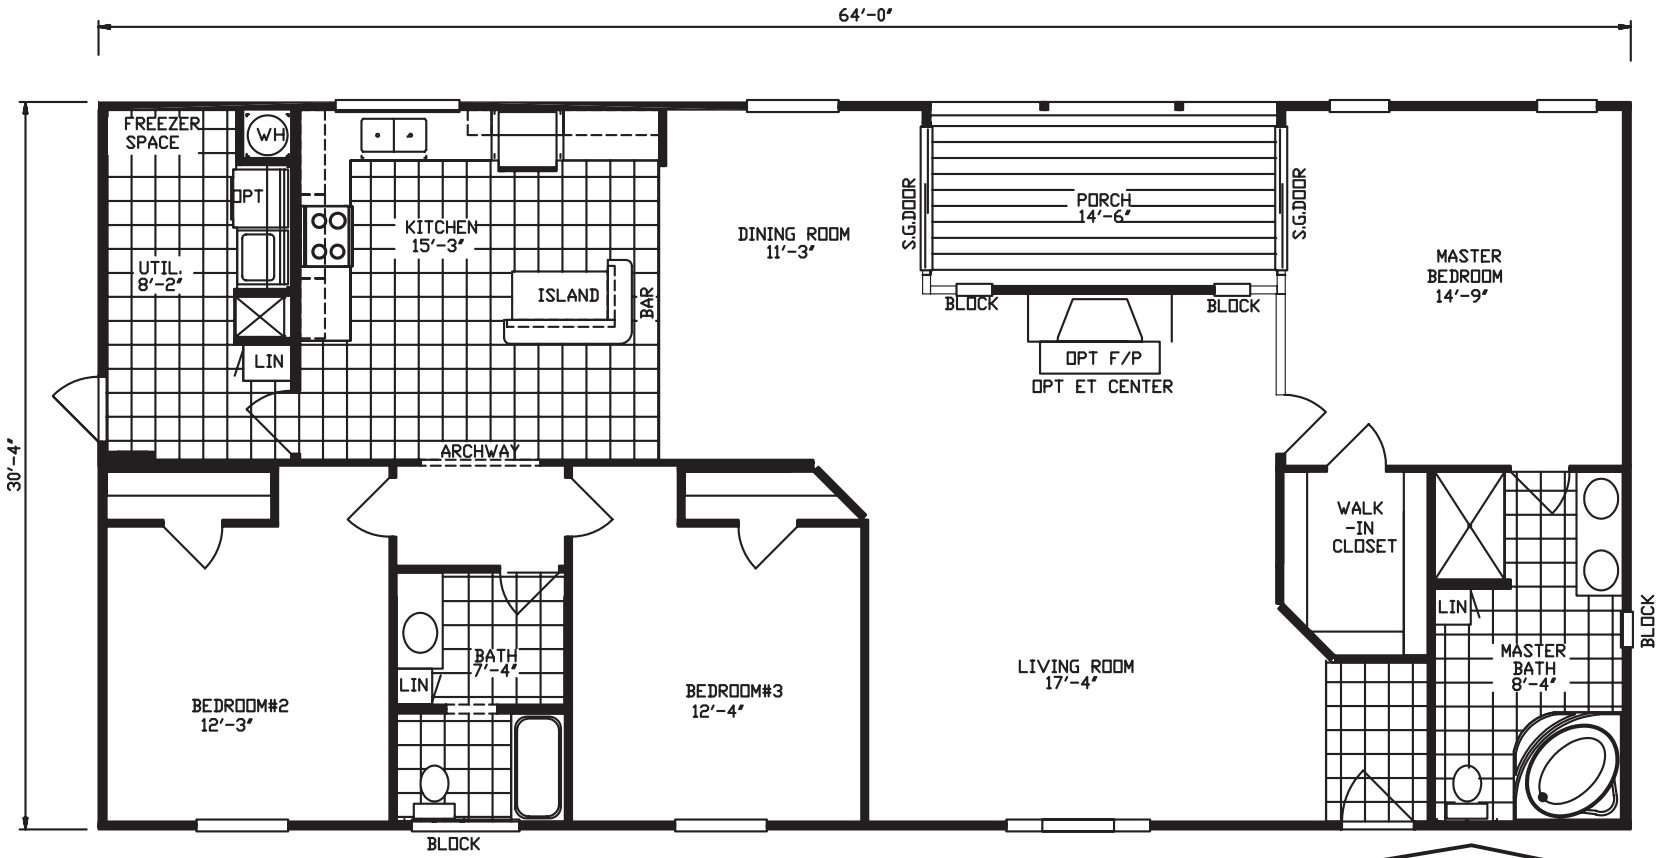 64'-0"
30'-4"
FREEZER
SPACE
WH
OPT
UTIL.
8'-2"
LIN
KITCHEN
15'-3"
ISLAND
BAR
ARCHWAY
DINING ROOM
11'-3"
S.G.DOOR
PORCH
14'-6"
S.G.DOOR
BLOCK
BLOCK
OPT F/P
OPT ET CENTER
MASTER
BEDROOM
14'-9"
WALK
-IN
CLOSET
LIN
BLOCK
MASTER
BATH
8'-4"
LIVING ROOM
17'-4"
BEDROOM#3
12'-4"
BATH
7'-4"
LIN
BEDROOM#2
12'-3"
BLOCK